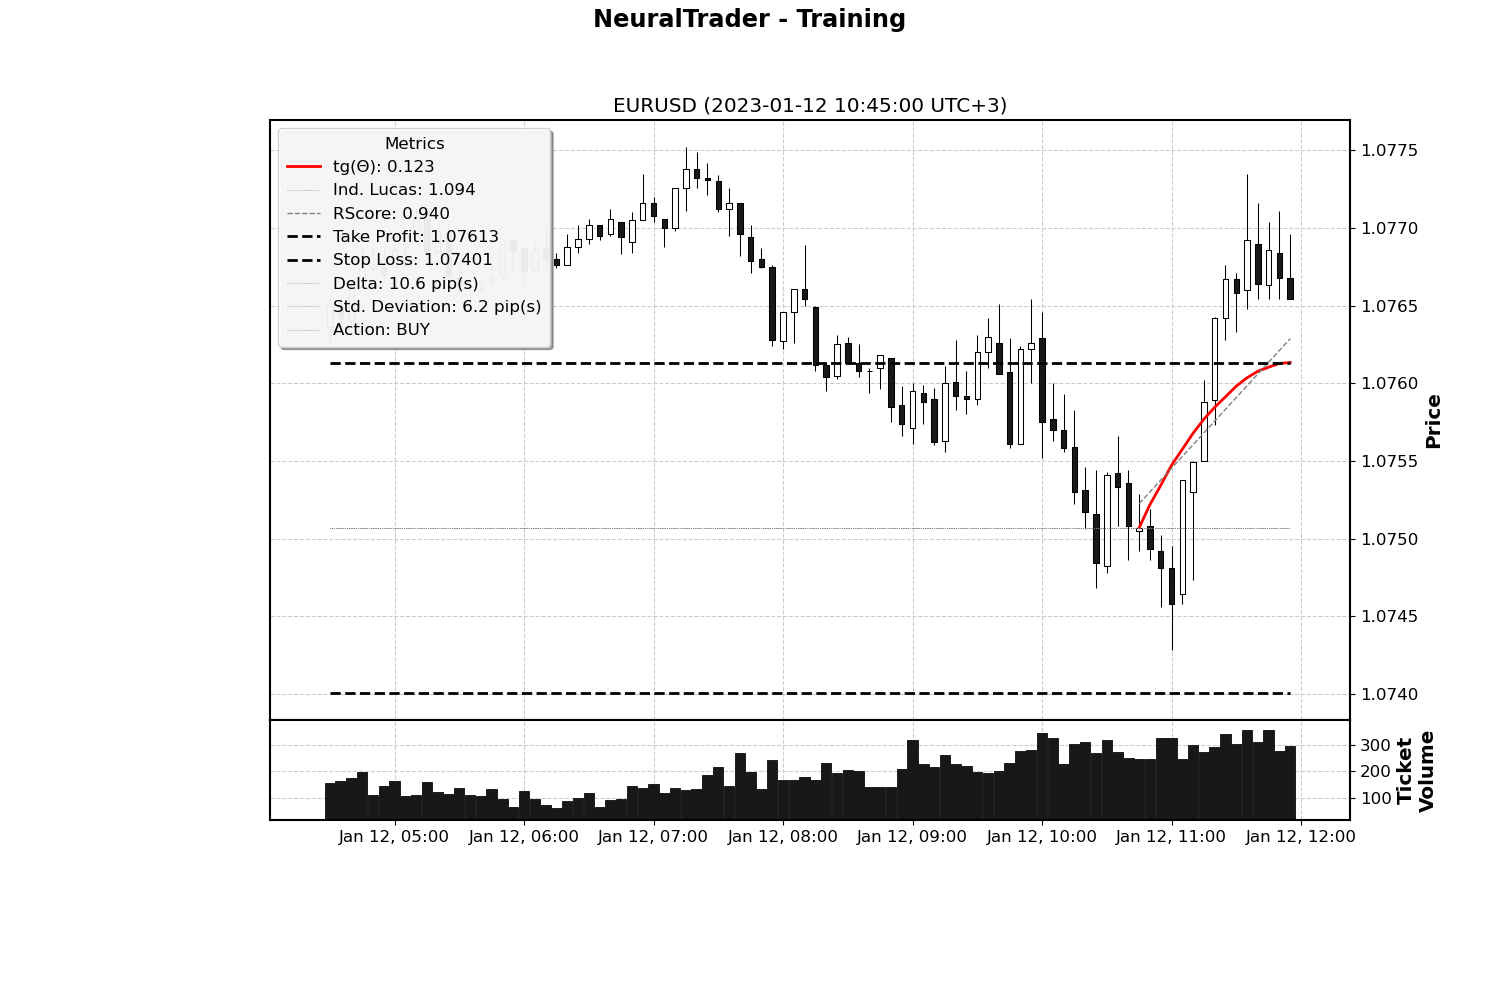 NeuralTrader - Training
EURUSD (2023-01-12 10:45:00 UTC+3)
Metrics
tg(Θ): 0.123
Ind. Lucas: 1.094
RScore: 0.940
Take Profit: 1.07613
Stop Loss: 1.07401
Delta: 10.6 pip(s)
Std. Deviation: 6.2 pip(s)
Action: BUY
1.0775
1.0770
1.0765
1.0760
1.0755
1.0750
1.0745
1.0740
Price
300
200
100
Ticket
Volume
Jan 12, 05:00 Jan 12, 06:00 Jan 12, 07:00 Jan 12, 08:00 Jan 12, 09:00 Jan 12, 10:00 Jan 12, 11:00 Jan 12, 12:00